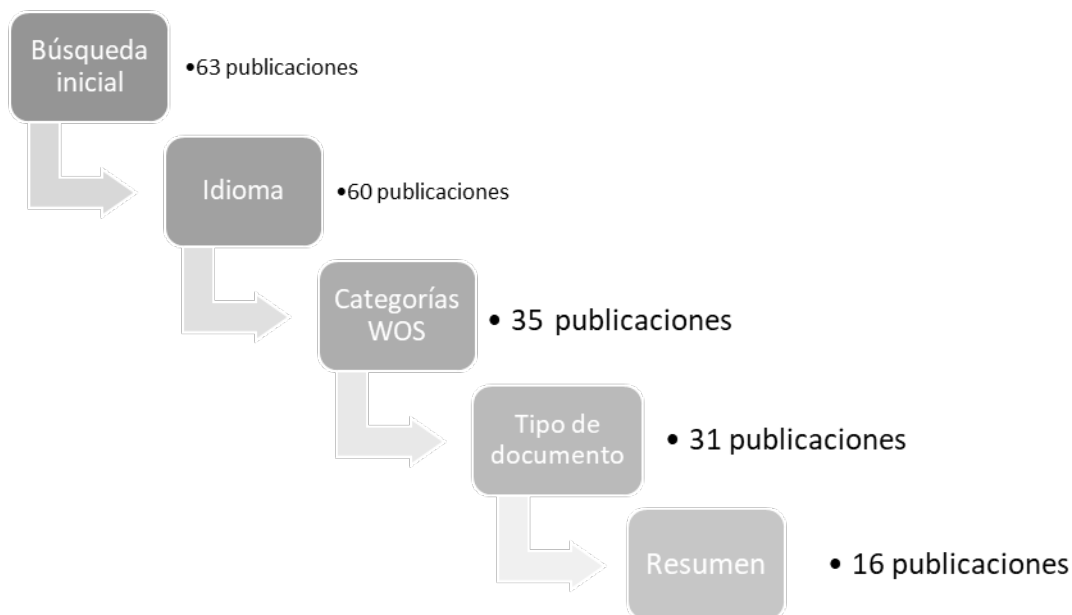 Búsqueda
inicial
•63 publicaciones
Idioma
•60 publicaciones
Categorías
WOS
• 35 publicaciones
Tipo de
documento
• 31 publicaciones
Resumen
• 16 publicaciones